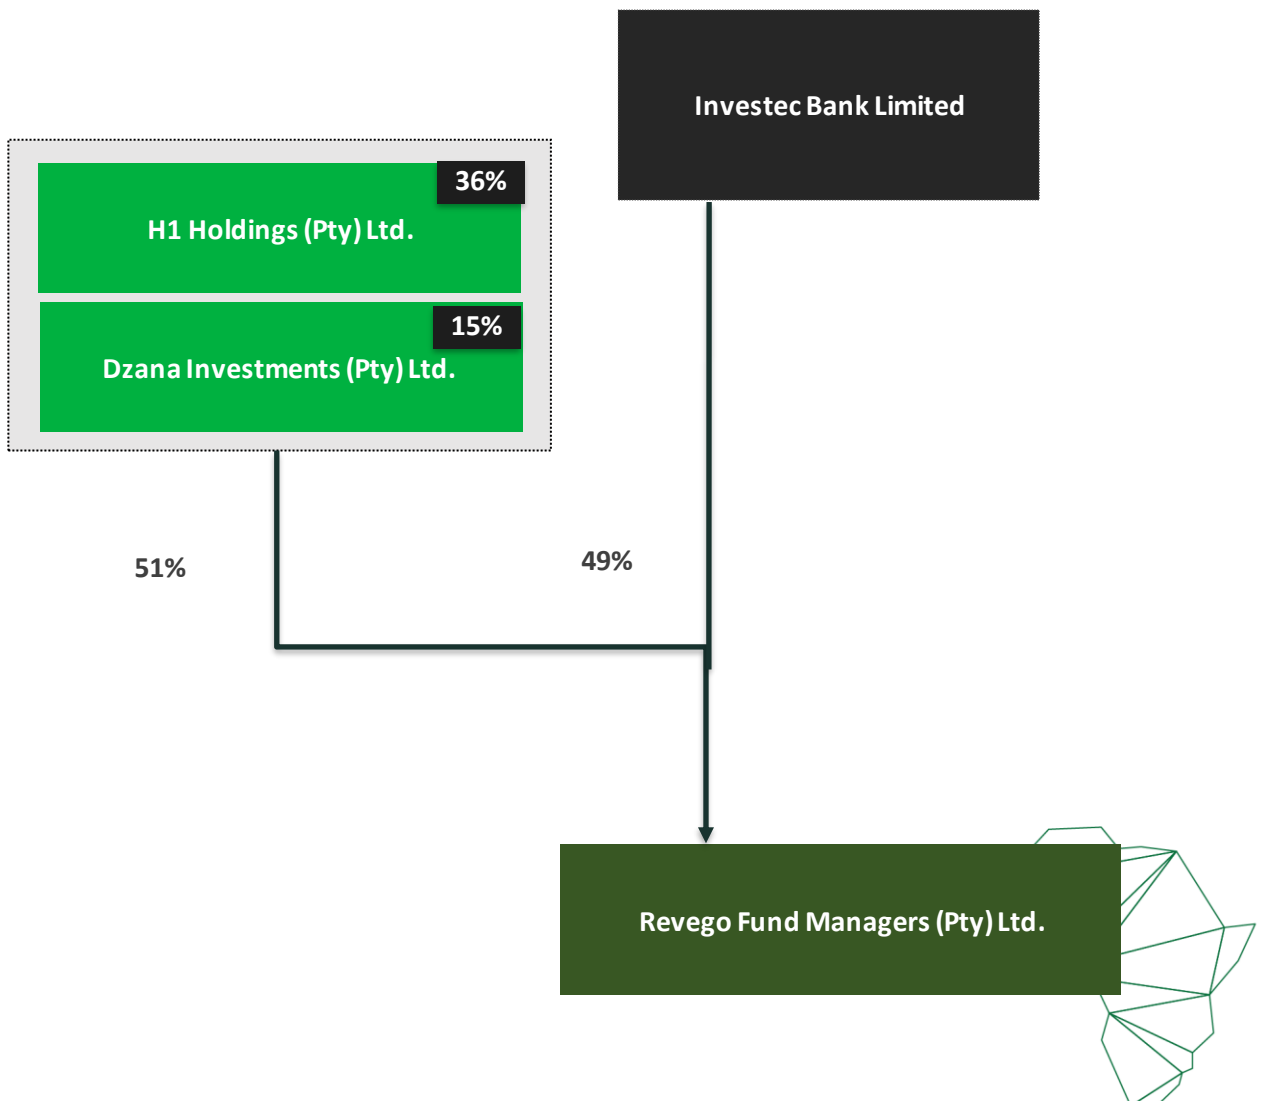 Investec Bank Limited
36%
H1 Holdings (Pty) Ltd.
15%
Dzana Investments (Pty) Ltd.
51%
49%
Revego Fund Managers (Pty) Ltd.